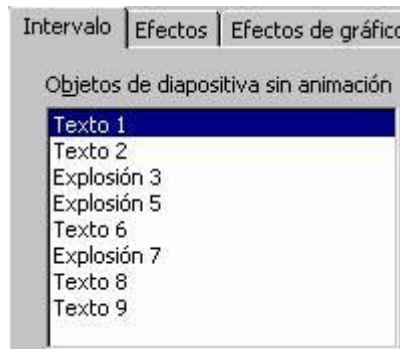 Intervalo Efectos Efectos de gráfico
Objetos de diapositiva sin animación
Texto 1
Texto 2
Explosión 3
Explosión 5
Texto 6
Explosión 7
Texto 8
Texto 9